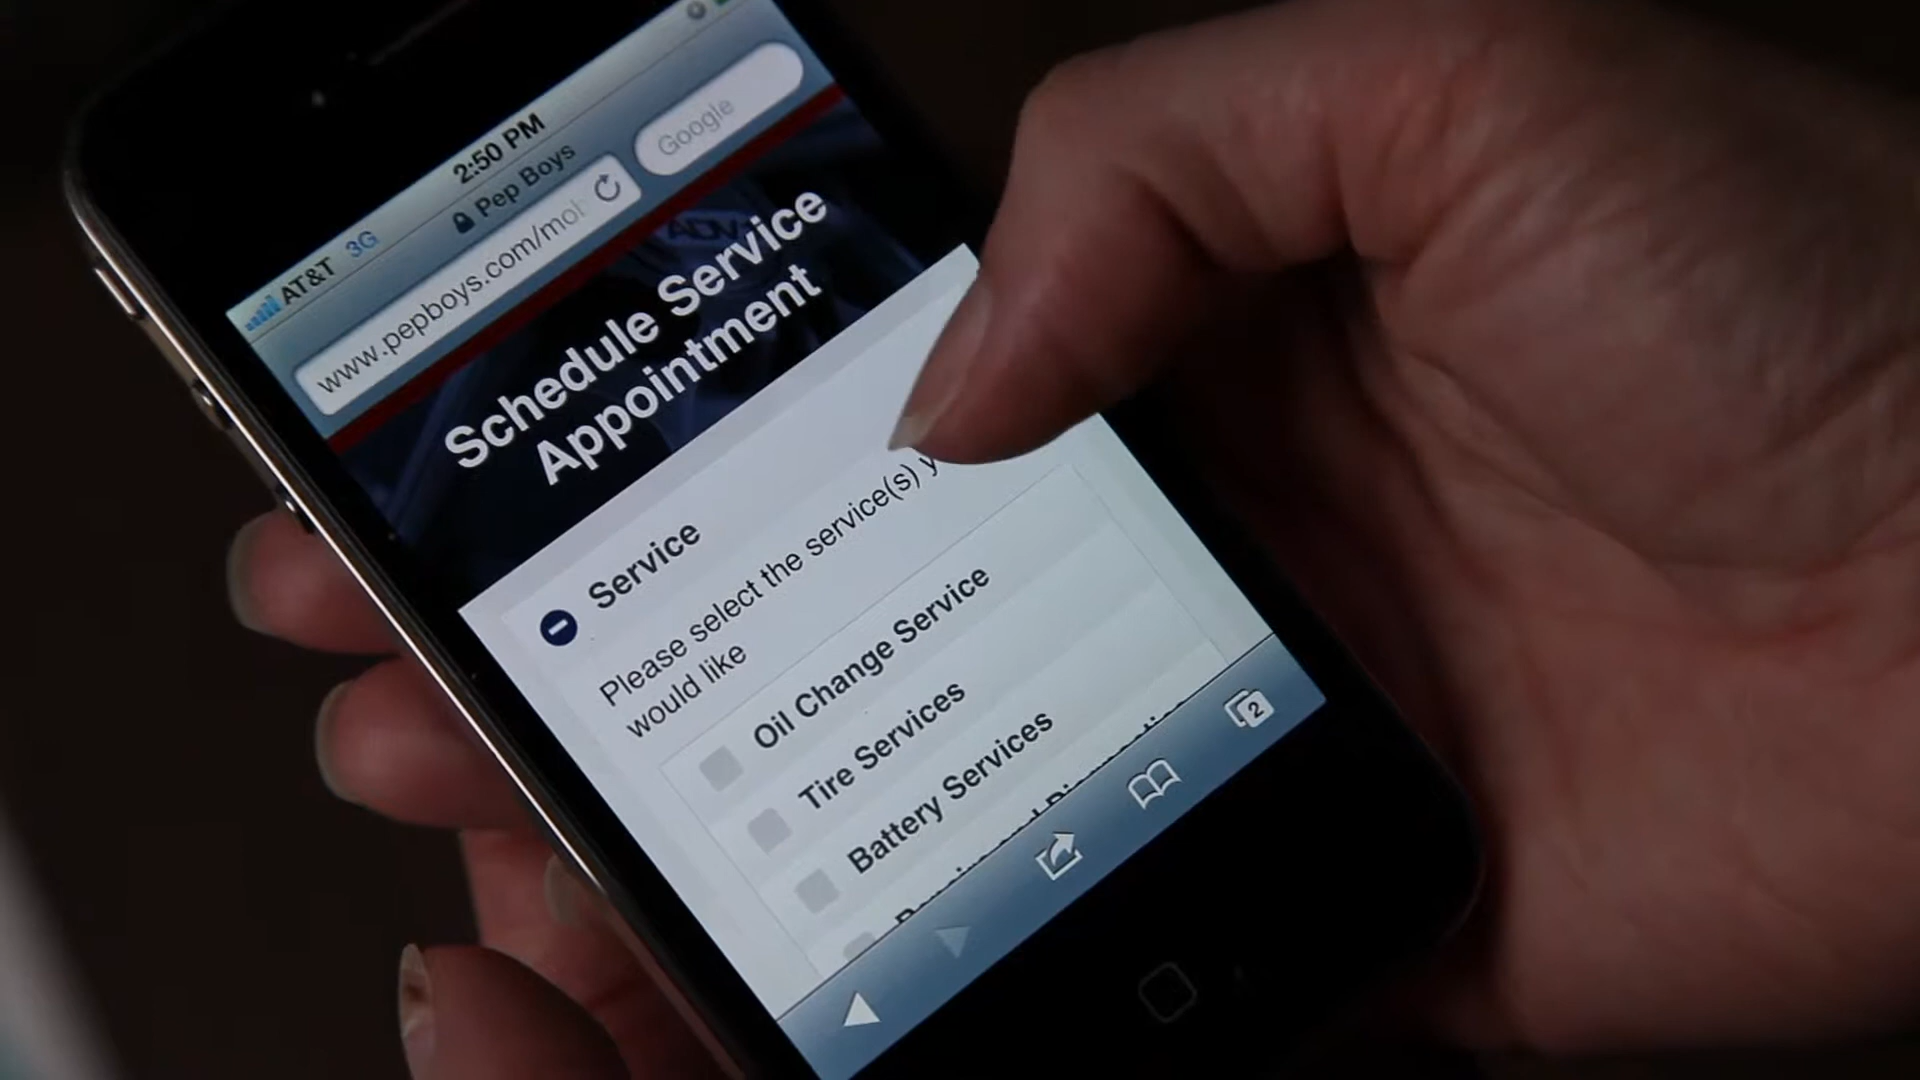 AT&T 3G 2:50 PM
Pep Boys
www.pepboys.com/mob
Google
Schedule Service
Appointment
Service
Please select the service(s) y
would like
Oil Change Service
Tire Services
Battery Services
2